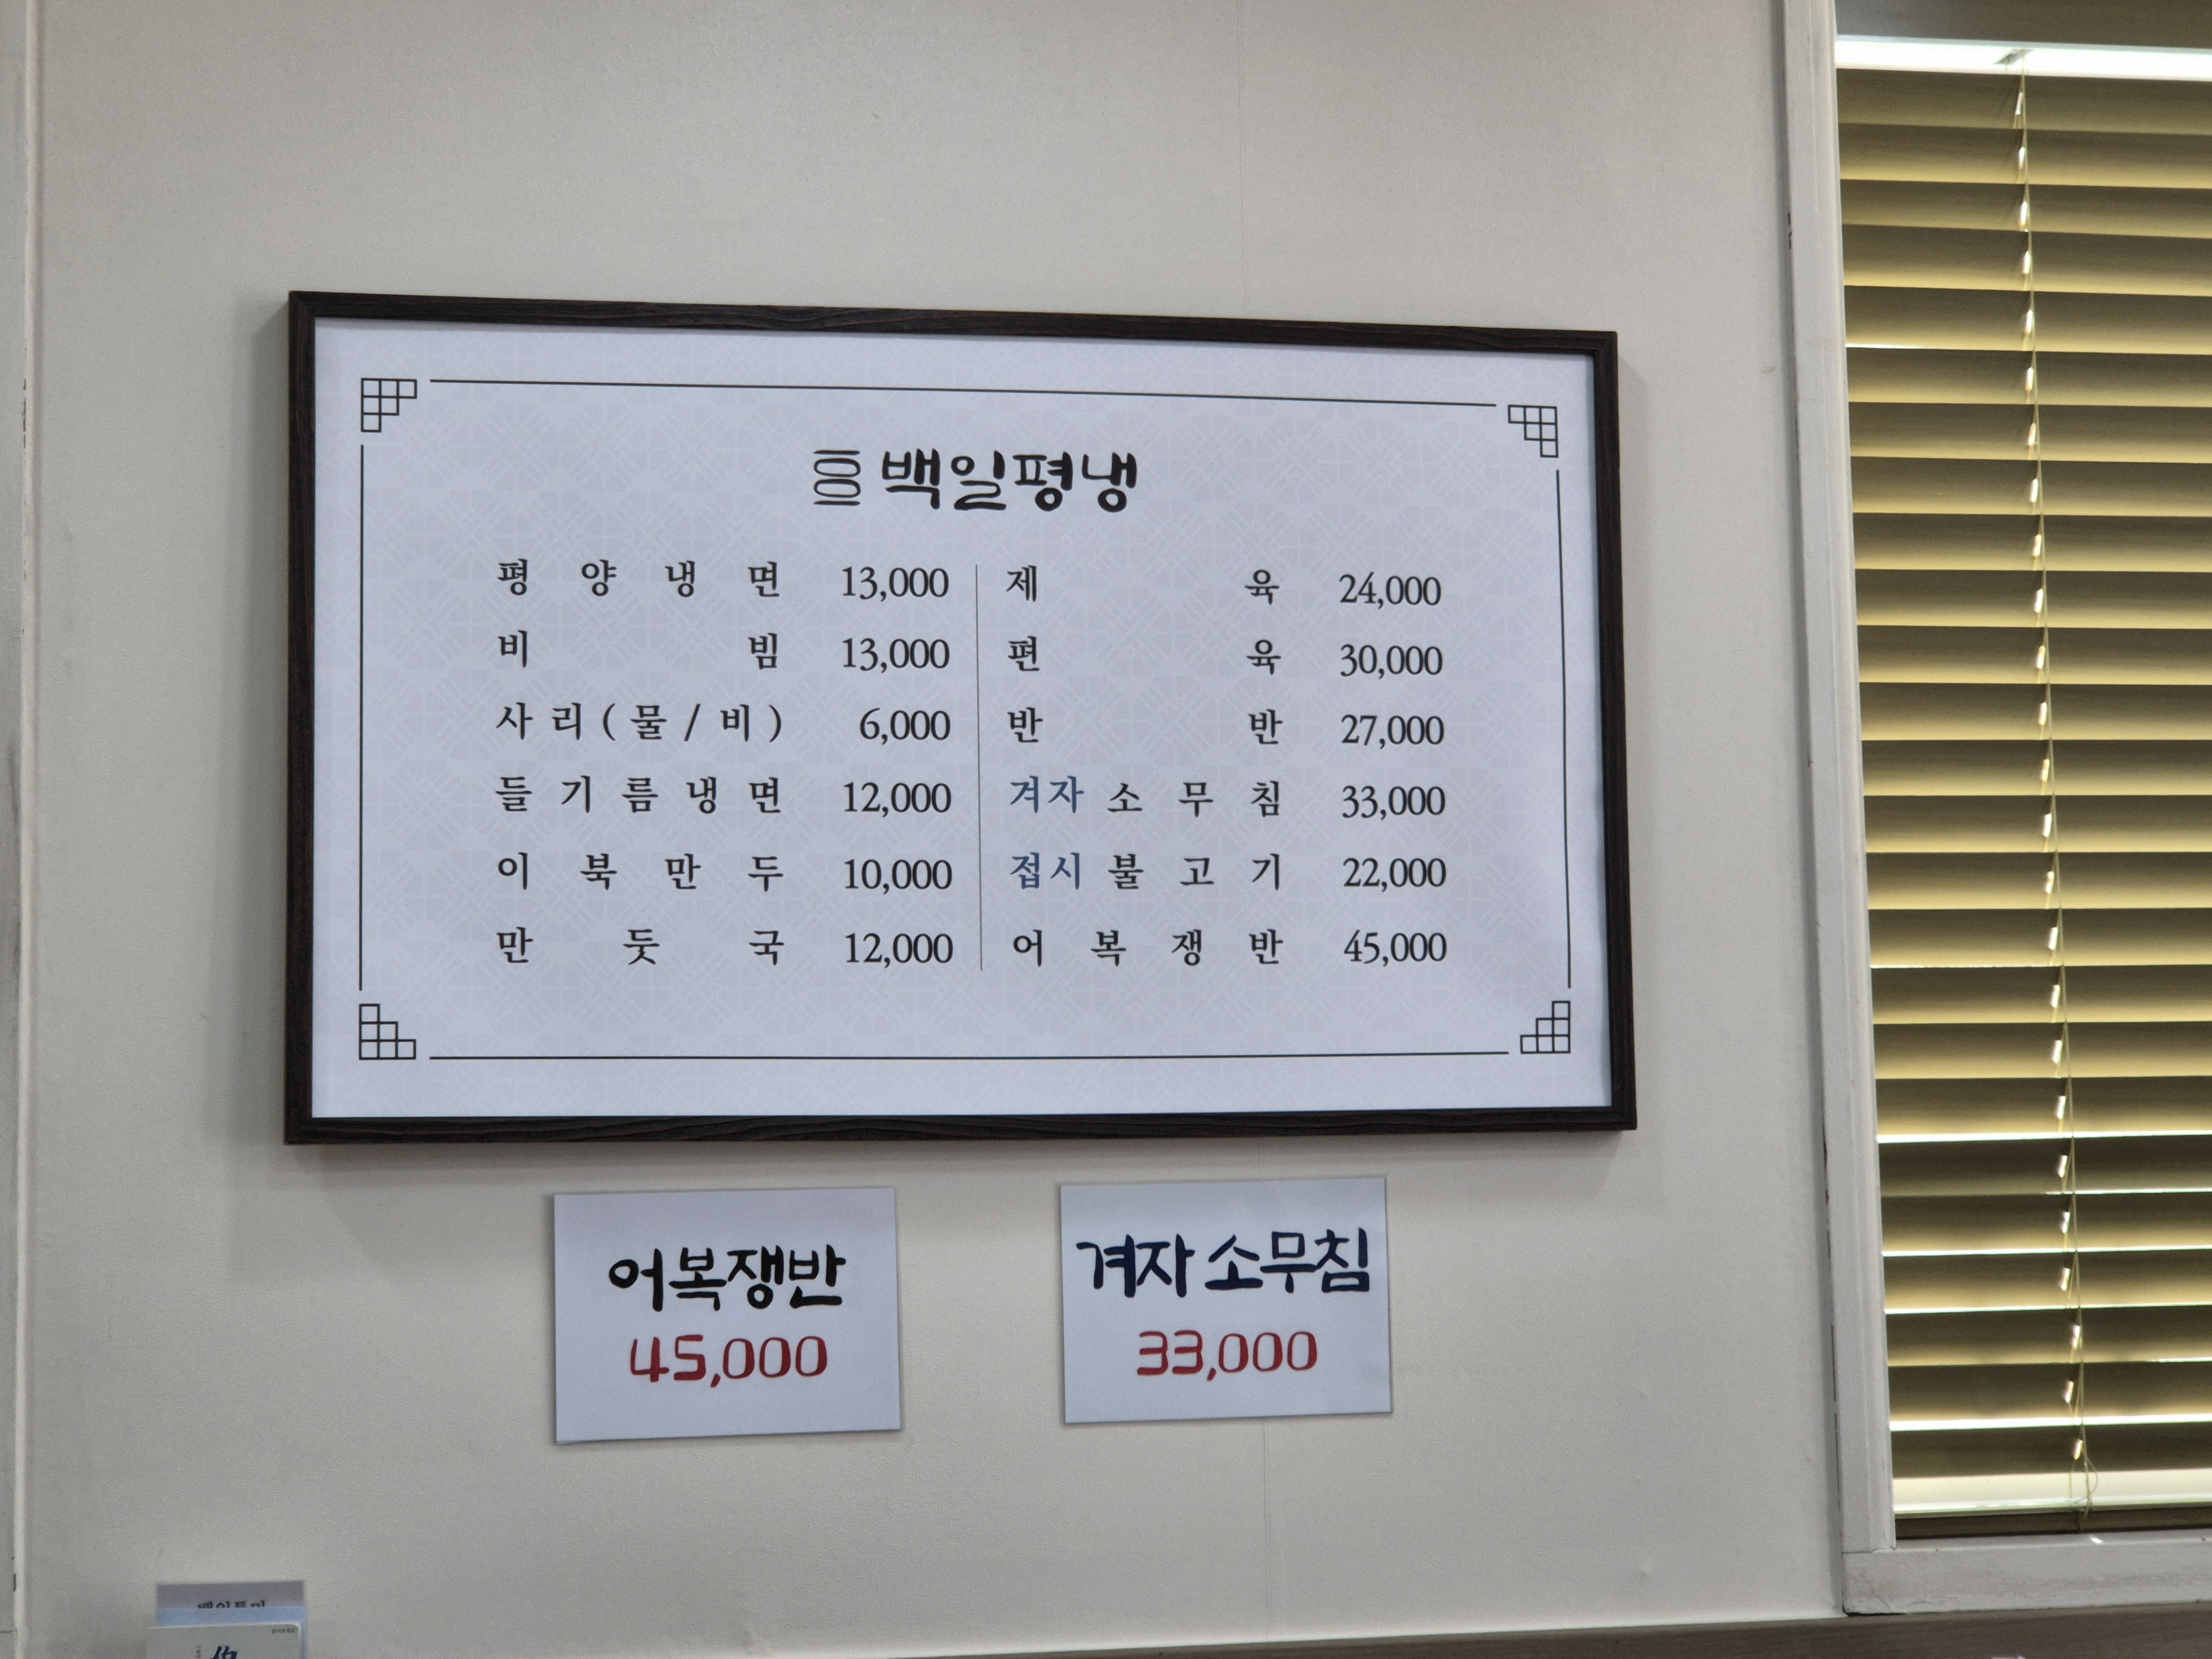 백일평냉
평양냉면 13,000
비빔 13,000
사리(물/비) 6,000
들기름냉면 12,000
이북만두 10,000
만둣국 12,000
제육 24,000
편육 30,000
반반 27,000
겨자소무침 33,000
접시불고기 22,000
어복쟁반 45,000
어복쟁반
45,000
겨자 소무침
33,000